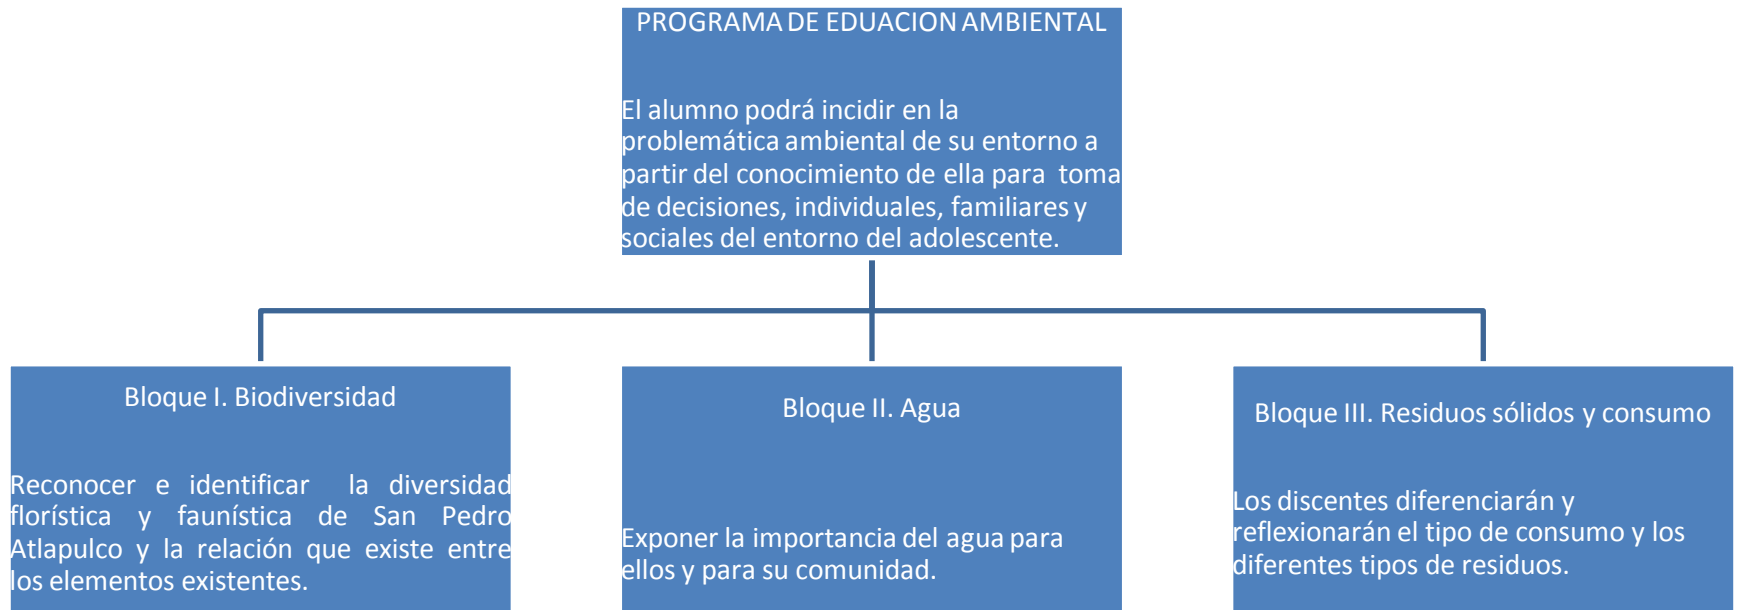 PROGRAMA DE EDUACION AMBIENTAL
El alumno podrá incidir en la
problemática ambiental de su entorno a
partir del conocimiento de ella para toma
de decisiones, individuales, familiares y
sociales del entorno del adolescente.
Bloque I. Biodiversidad
Reconocer e identificar la diversidad
florística y faunística de San Pedro
Atlapulco y la relación que existe entre
los elementos existentes.
Bloque II. Agua
Exponer la importancia del agua para
ellos y para su comunidad.
Bloque III. Residuos sólidos y consumo
Los discentes diferenciarán y
reflexionarán el tipo de consumo y los
diferentes tipos de residuos.